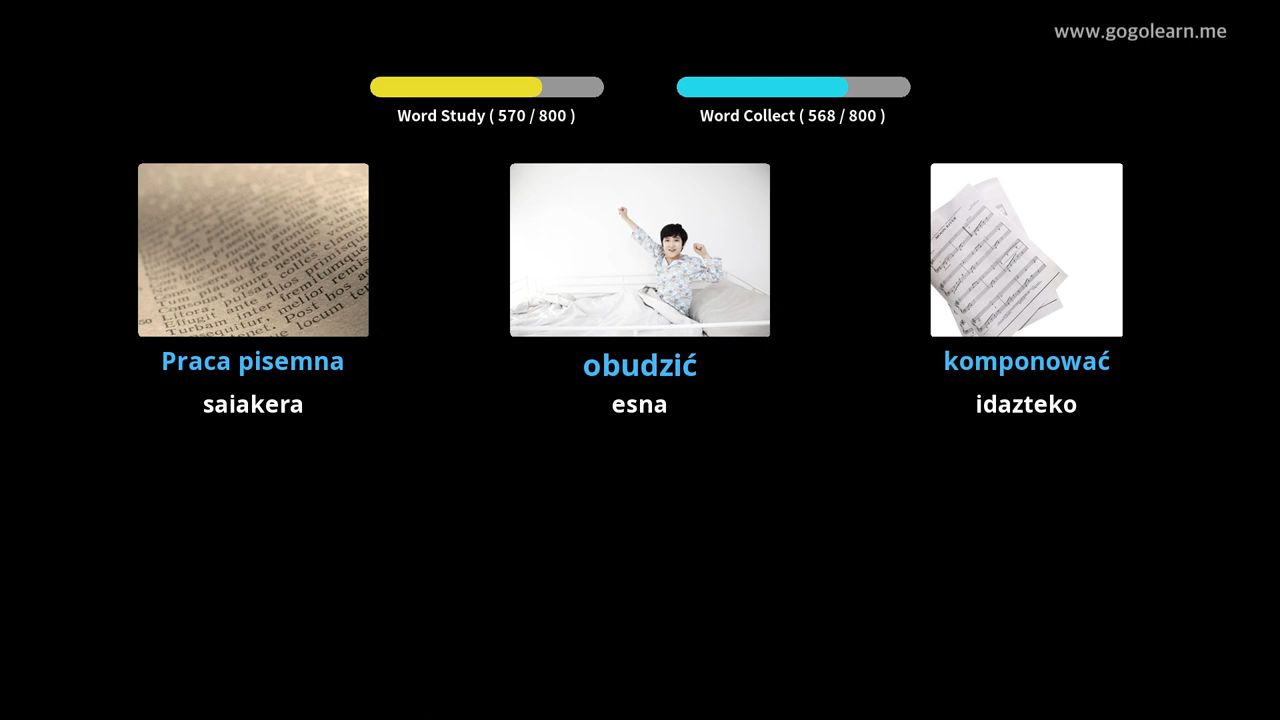 www.gogolearn.me
Word Study ( 570 / 800 )
Word Collect ( 568 / 800 )
Praca pisemna
obudzić
komponować
saiakera
esna
idazteko